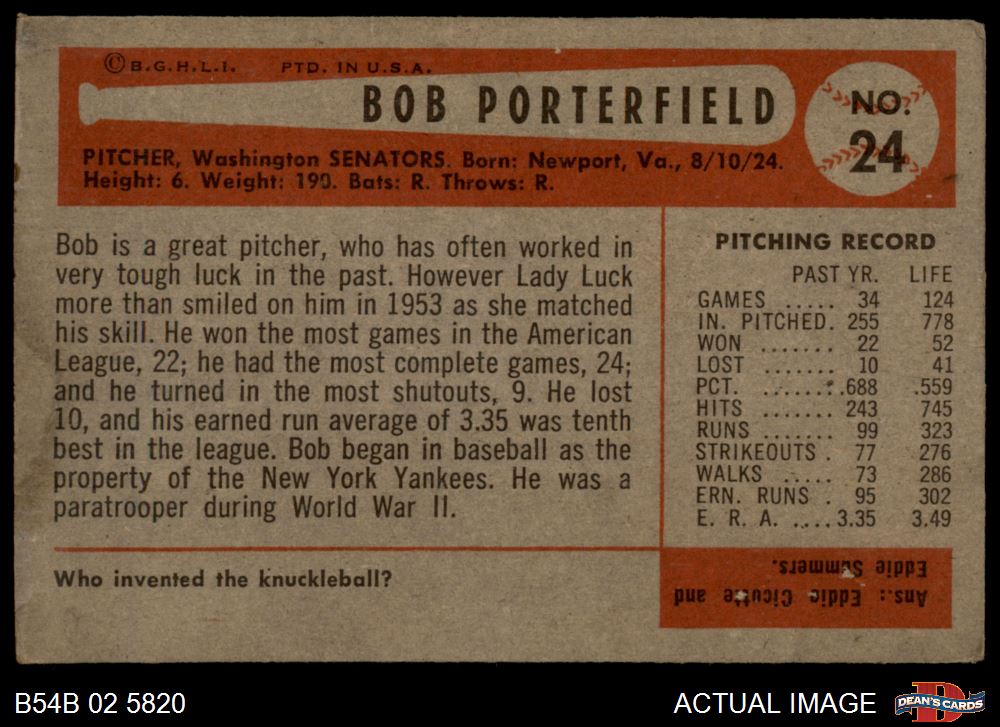 © B.G.H.L.I. PTD. IN U.S.A.
BOB PORTERFIELD
NO.
24
PITCHER, Washington SENATORS. Born: Newport, Va., 8/10/24.
Height: 6. Weight: 190. Bats: R. Throws: R.
Bob is a great pitcher, who has often worked in
very tough luck in the past. However Lady Luck
more than smiled on him in 1953 as she matched
his skill. He won the most games in the American
League, 22; he had the most complete games, 24;
and he turned in the most shutouts, 9. He lost
10, and his earned run average of 3.35 was tenth
best in the league. Bob began in baseball as the
property of the New York Yankees. He was a
paratrooper during World War II.
PITCHING RECORD
PAST YR. LIFE
GAMES ..... 34 124
IN. PITCHED. 255 778
WON ....... 22 52
LOST ....... 10 41
PCT. ....... .688 .559
HITS ....... 243 745
RUNS ....... 99 323
STRIKEOUTS . 77 276
WALKS ..... 73 286
ERN. RUNS . 95 302
E. R. A. .... 3.35 3.49
Who invented the knuckleball?
Ans.: Eddie Cicotte and
Eddie Summers.
B54B 02 5820
ACTUAL IMAGE
DEAN'S CARDS